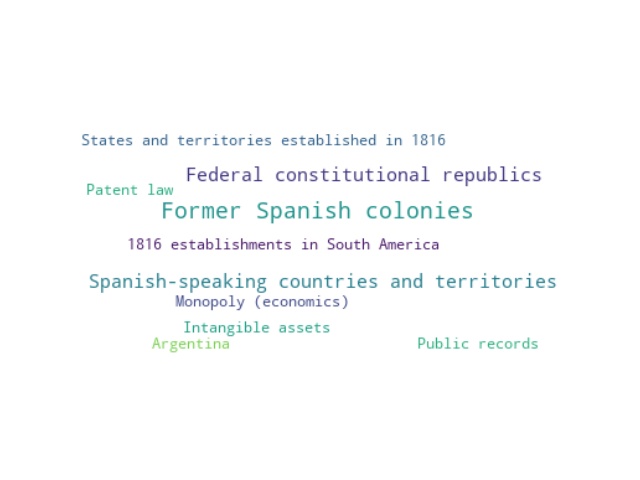 States and territories established in 1816
Federal constitutional republics
Patent law
Former Spanish colonies
1816 establishments in South America
Spanish-speaking countries and territories
Monopoly (economics)
Intangible assets
Argentina
Public records